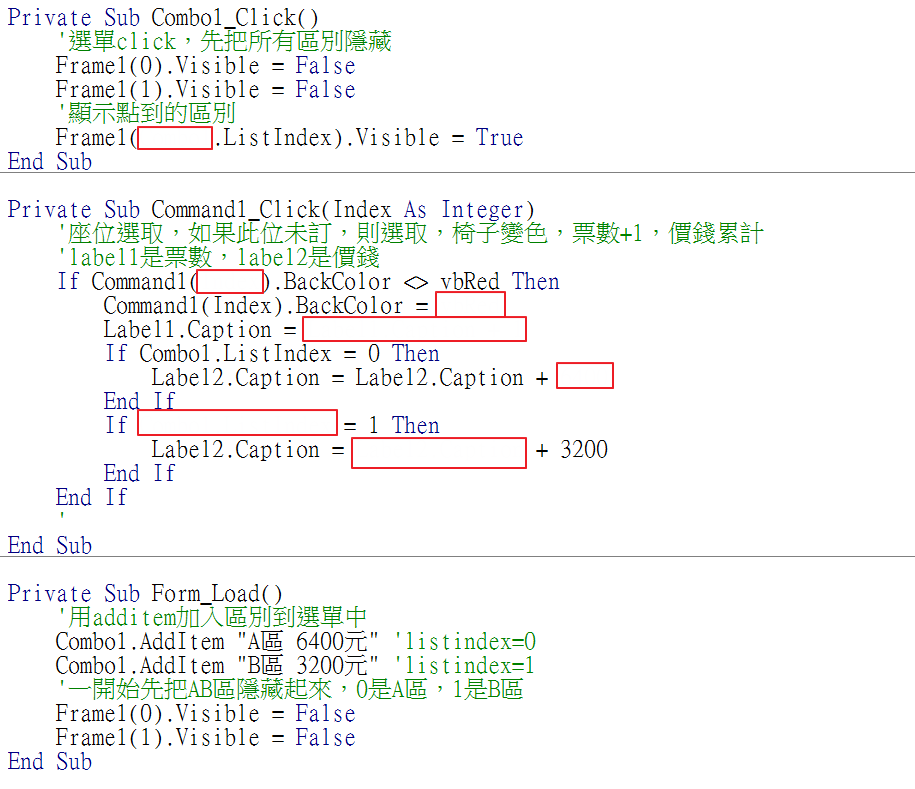 Private Sub Combo1_Click()
'選單click，先把所有區別隱藏
Frame1(0).Visible = False
Frame1(1).Visible = False
'顯示點到的區別
Frame1( .ListIndex).Visible = True
End Sub
Private Sub Command1_Click(Index As Integer)
'座位選取，如果此位未訂，則選取，椅子變色，票數+1，價錢累計
'label1是票數，label2是價錢
If Command1( ).BackColor <> vbRed Then
Command1(Index).BackColor =
Label1.Caption =
If Combo1.ListIndex = 0 Then
Label2.Caption = Label2.Caption +
End If
If = 1 Then
Label2.Caption = + 3200
End If
End If
'
End Sub
Private Sub Form_Load()
'用additem加入區別到選單中
Combo1.AddItem "A區 6400元" 'listindex=0
Combo1.AddItem "B區 3200元" 'listindex=1
'一開始先把AB區隱藏起來，0是A區，1是B區
Frame1(0).Visible = False
Frame1(1).Visible = False
End Sub